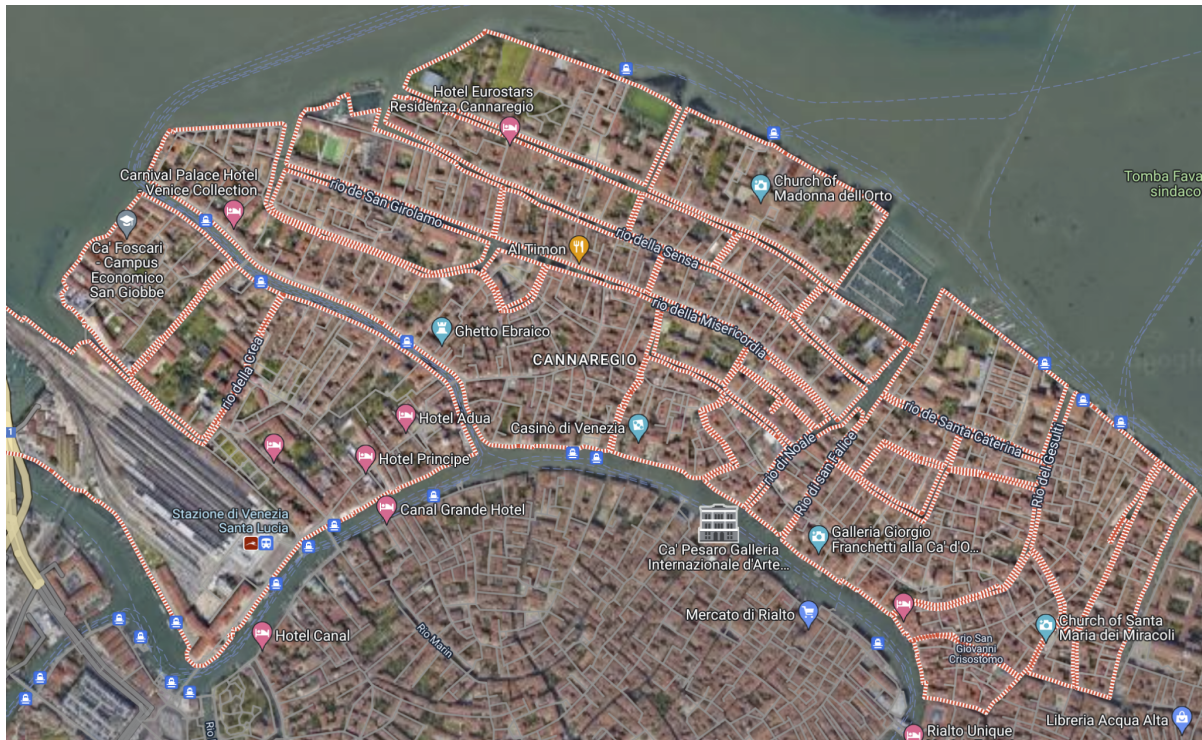 Hotel Eurostars
Residenza Cannaregio
Tomba Fava
sindaco
Carnival Palace Hotel
- Venice Collection
rio de San Girolamo
Church of
Madonna dell'Orto
Ca' Foscari
- Campus
Economico
San Giobbe
Al Timon
rio della Sensa
rio della Misericordia
Ghetto Ebraico
CANNAREGIO
rio della Crea
1
Hotel Adua
Casinò di Venezia
rio de Santa Caterina
Hotel Principe
rio di Noale
Rio di san Falice
Rio dei Gesuiti
Stazione di Venezia
Santa Lucia
Canal Grande Hotel
Galleria Giorgio
Franchetti alla Ca' d'O...
Ca' Pesaro Galleria
Internazionale d'Arte...
Mercato di Rialto
Hotel Canal
Rio Marin
Church of Santa
Maria dei Miracoli
rio San
Giovanni
Crisostomo
Libreria Acqua Alta
Rialto Unique